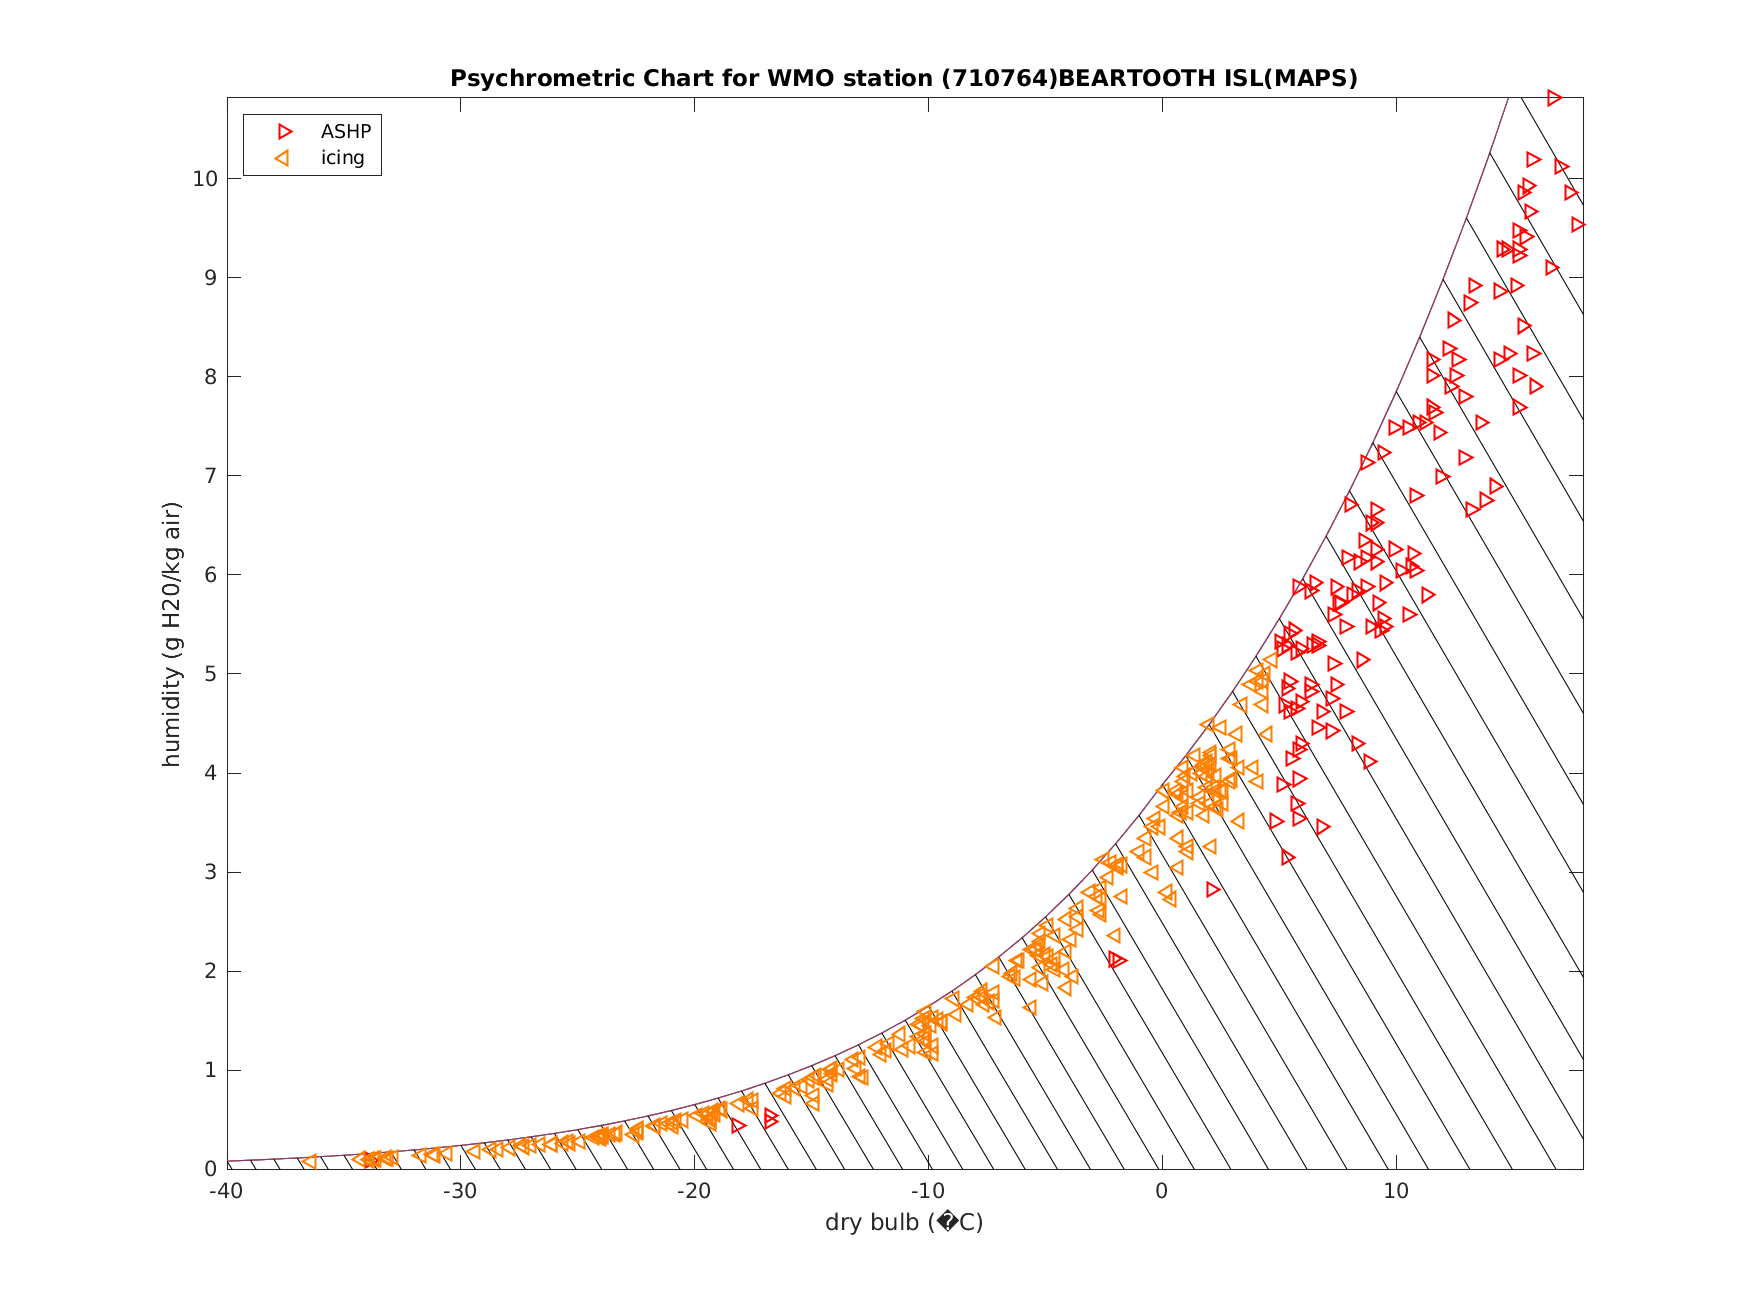 Psychrometric Chart for WMO station (710764)BEARTOOTH ISL(MAPS)
ASHP
icing
10
9
8
7
6
5
4
3
2
1
0
humidity (g H20/kg air)
-40 -30 -20 -10 0 10
dry bulb (�C)